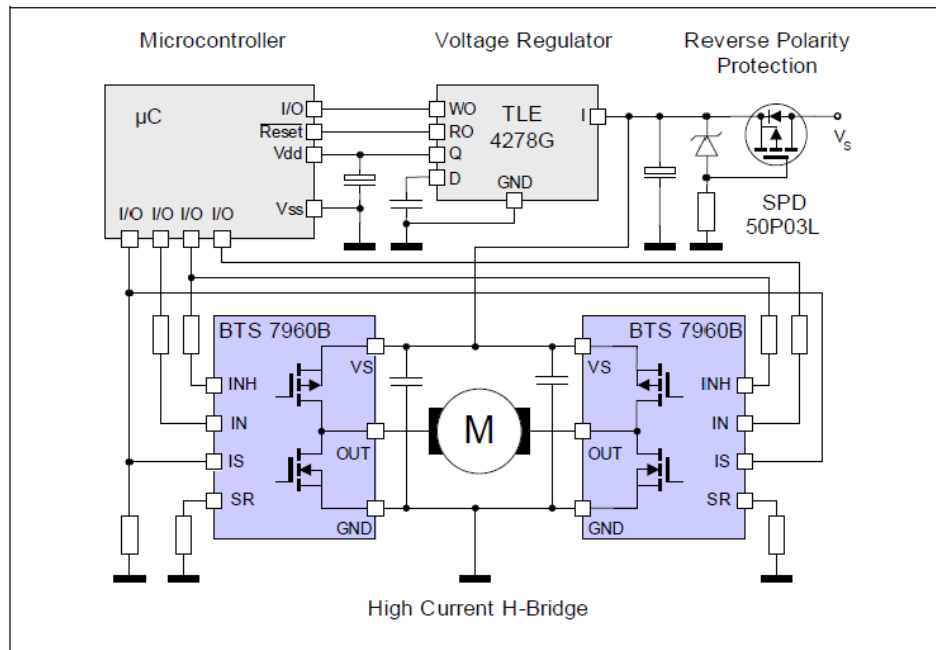 Microcontroller
Voltage Regulator
Reverse Polarity
Protection
µC
I/O
Reset
Vdd
Vss
I/O I/O I/O I/O
WO
RO
Q
D
TLE
4278G
I
GND
V_S
SPD
50P03L
BTS 7960B
VS
INH
IN
IS
SR
OUT
GND
M
BTS 7960B
VS
INH
IN
IS
SR
OUT
GND
High Current H-Bridge